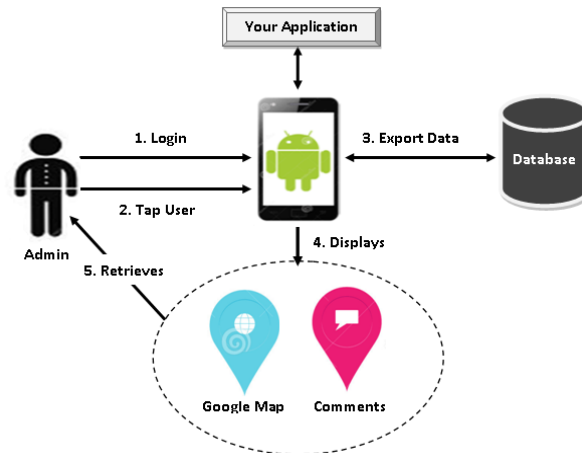 Your Application
1. Login
3. Export Data
Database
2. Tap User
Admin
4. Displays
5. Retrieves
Google Map
Comments